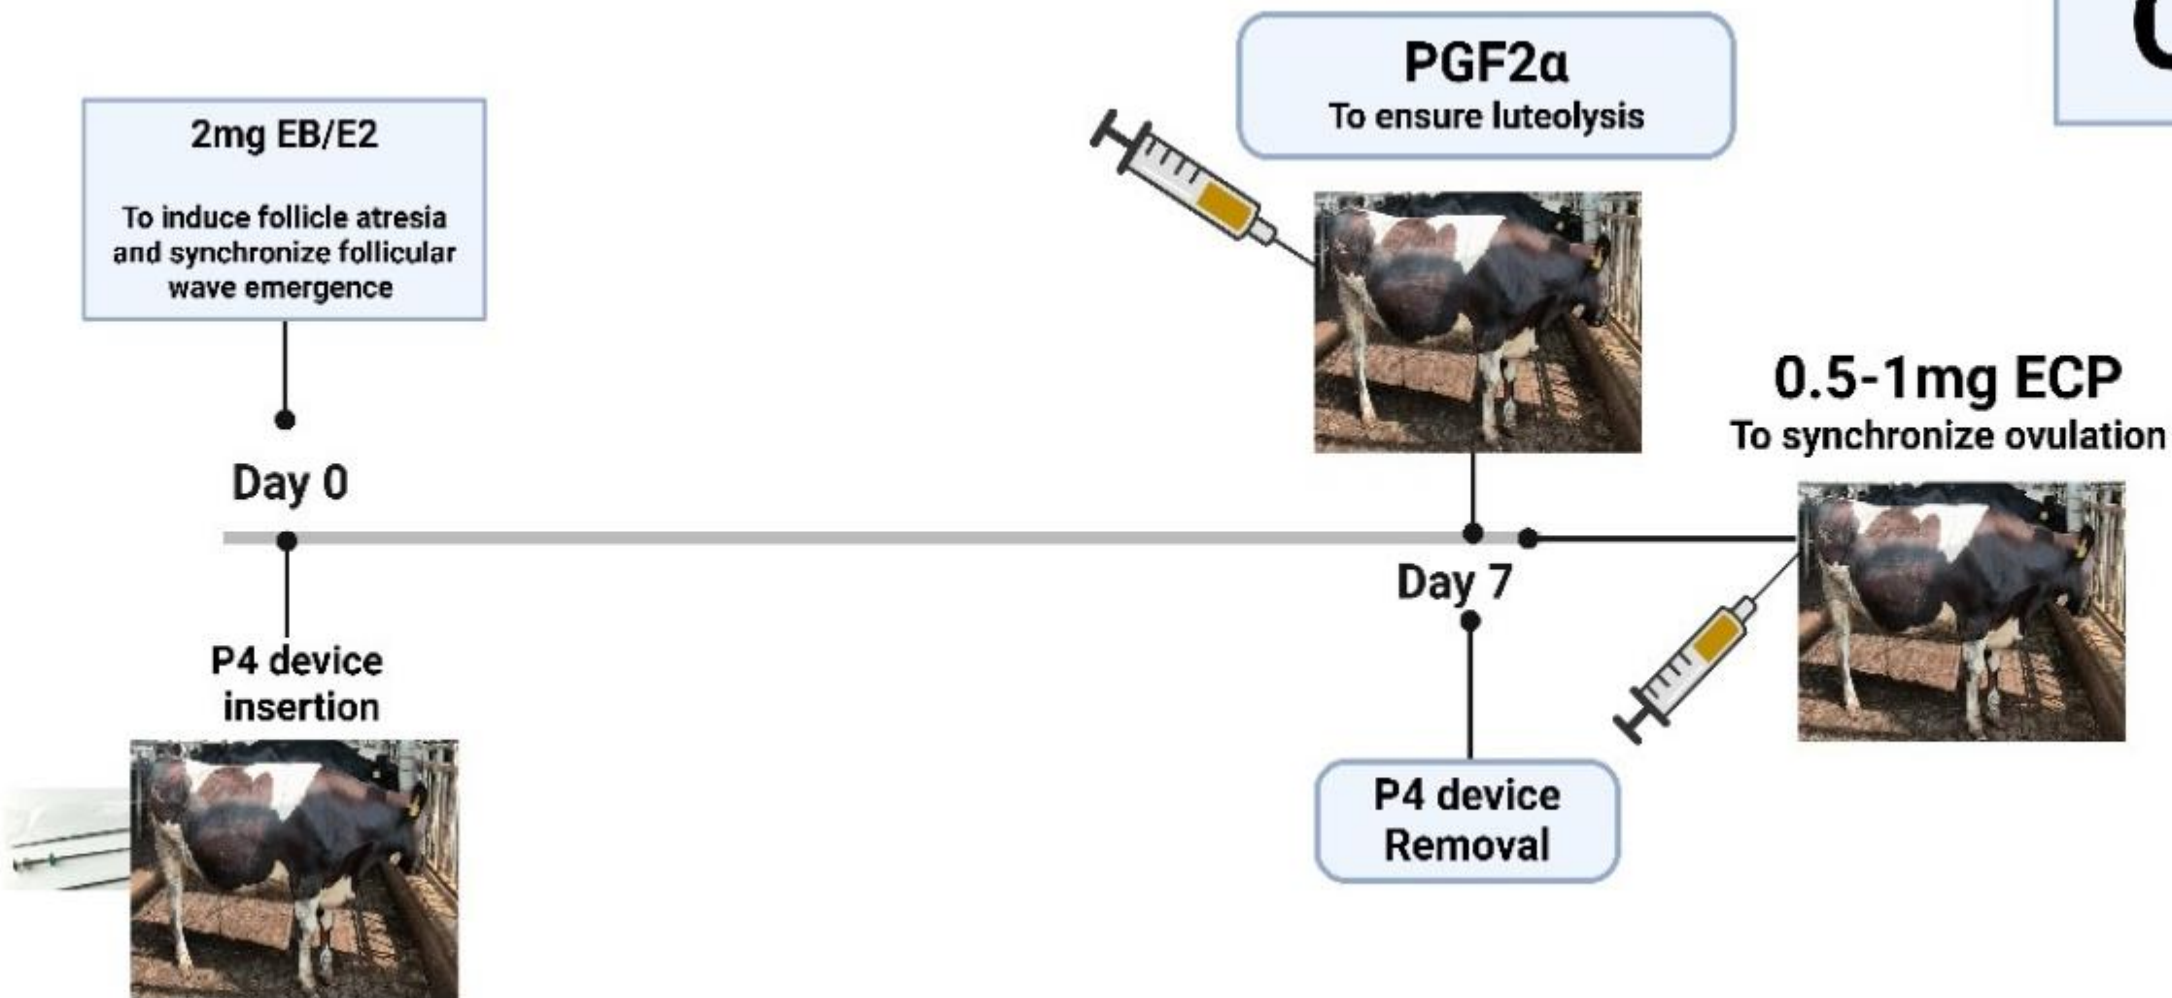 2mg EB/E2
To induce follicle atresia
and synchronize follicular
wave emergence
Day 0
P4 device
insertion
PGF2α
To ensure luteolysis
Day 7
P4 device
Removal
0.5-1mg ECP
To synchronize ovulation